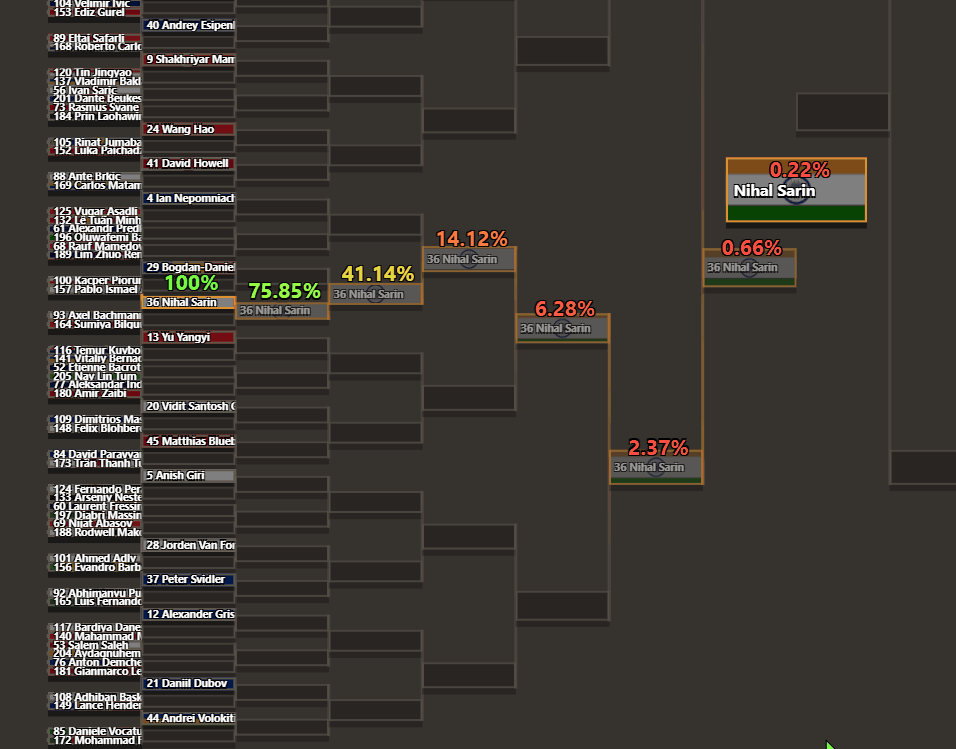 104 Velimir Ivic
153 Ediz Gurel
40 Andrey Esipen
89 Eltaj Safarli
168 Roberto Carlo
9 Shakhriyar Mam
120 Tin Jingyao
137 Vladimir Bakl
56 Ivan Saric
201 Dante Beukes
73 Rasmus Svane
184 Prin Laohawi
24 Wang Hao
105 Rinat Jumaba
152 Luka Paichad
41 David Howell
88 Ante Brkic
169 Carlos Matam
4 Ian Nepomniach
125 Vugar Asadli
132 Le Tuan Minh
61 Alexandr Predk
196 Oluwafemi Ba
68 Rauf Mamedov
189 Lim Zhuo Ren
29 Bogdan-Daniel
100 Kacper Piorun
157 Pablo Ismael
100%
36 Nihal Sarin
75.85%
36 Nihal Sarin
41.14%
36 Nihal Sarin
14.12%
36 Nihal Sarin
6.28%
36 Nihal Sarin
2.37%
36 Nihal Sarin
0.66%
36 Nihal Sarin
0.22%
Nihal Sarin
93 Axel Bachmann
164 Sumiya Bilgu
13 Yu Yangyi
116 Temur Kuybo
141 Vitaliy Bernad
52 Etienne Bacrot
205 Nay Lin Tum
77 Aleksandar Ind
180 Amir Zaibi
20 Vidit Santosh G
109 Dimitrios Mas
148 Felix Blohber
45 Matthias Blueb
84 David Paravyan
173 Tran Thanh T
5 Anish Giri
124 Fernando Per
133 Arseniy Neste
60 Laurent Fressin
197 Djabri Massin
69 Nijat Abasov
188 Rodwell Mak
28 Jorden Van For
101 Ahmed Adly
156 Evandro Barb
37 Peter Svidler
92 Abhimanyu Pu
165 Luis Fernando
12 Alexander Gris
117 Bardiya Dane
140 Mahammad M
53 Salem Saleh
204 Aydagnuhem
76 Anton Demche
181 Gianmarco Le
21 Daniil Dubov
108 Adhiban Bask
149 Lance Hender
44 Andrei Volokit
85 Daniele Vocatu
172 Mohammad F